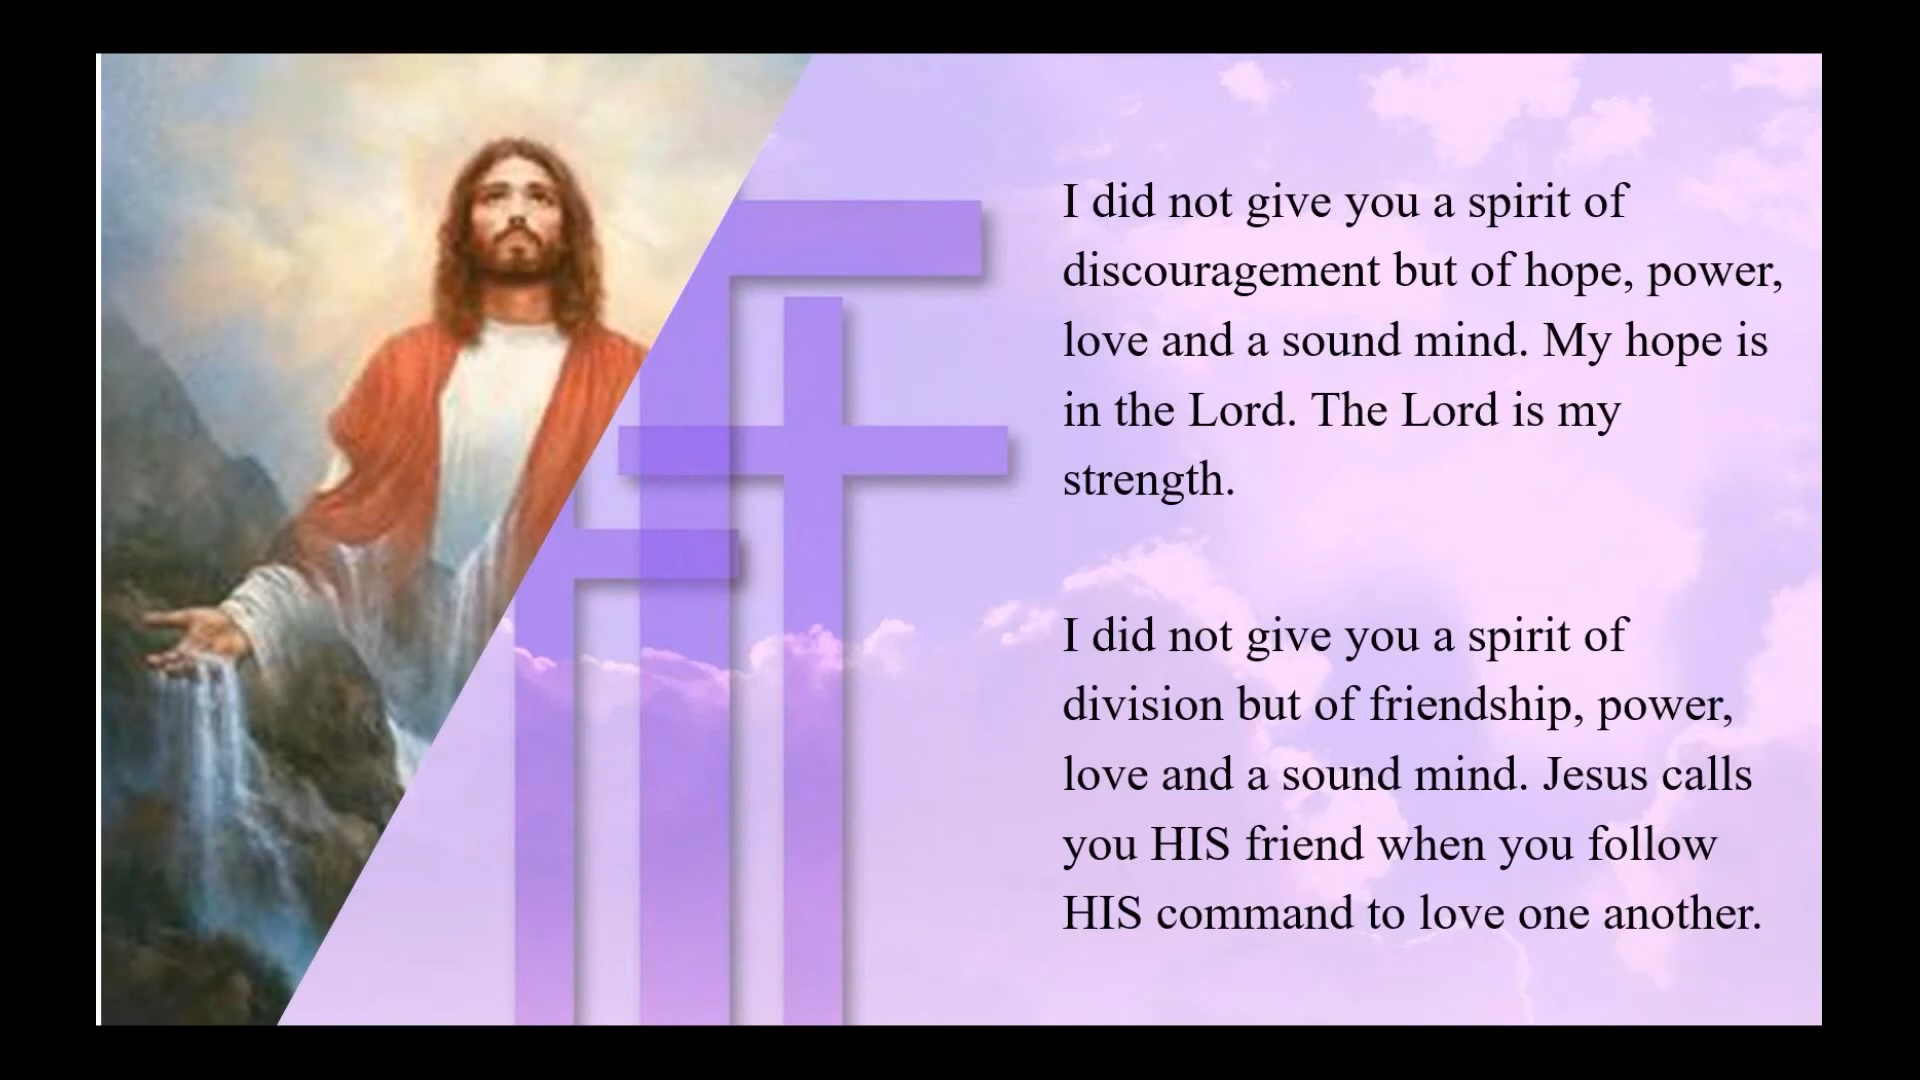 I did not give you a spirit of
discouragement but of hope, power,
love and a sound mind. My hope is
in the Lord. The Lord is my
strength.
I did not give you a spirit of
division but of friendship, power,
love and a sound mind. Jesus calls
you HIS friend when you follow
HIS command to love one another.